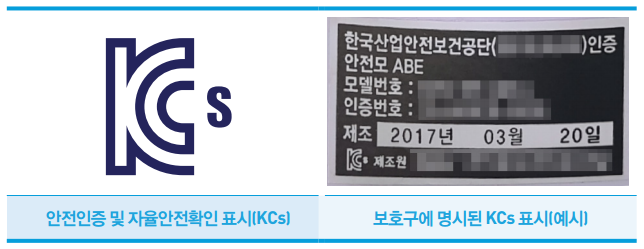 KCs
한국산업안전보건공단( )인증
안전모 ABE
모델번호 :
인증번호 :
제조 2017년 03월 20일
KCs 제조원
안전인증 및 자율안전확인 표시(KCs)
보호구에 명시된 KCs 표시(예시)